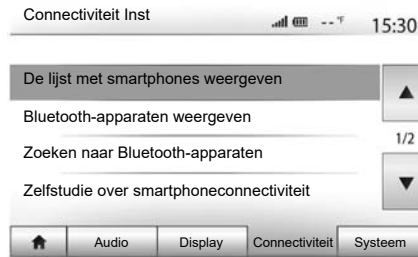 Connectiviteit Inst
-- °F
15:30
De lijst met smartphones weergeven
Bluetooth-apparaten weergeven
1/2
Zoeken naar Bluetooth-apparaten
Zelfstudie over smartphoneconnectiviteit
Audio Display Connectiviteit Systeem